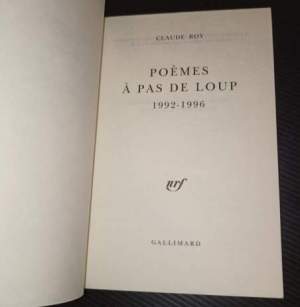 CLAUDE ROY
POÈMES
À PAS DE LOUP
1992-1996
nrf
GALLIMARD